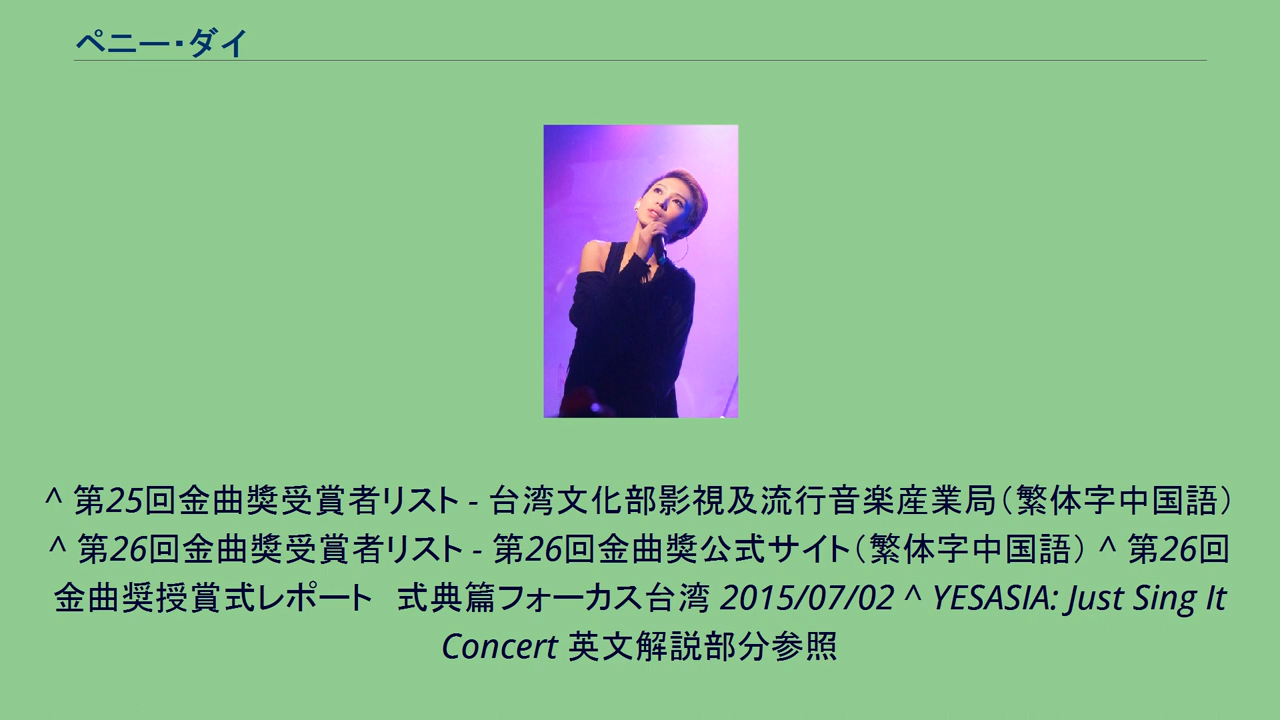 ペニー・ダイ
^ 第25回金曲獎受賞者リスト - 台湾文化部影視及流行音楽産業局（繁体字中国語）
^ 第26回金曲獎受賞者リスト - 第26回金曲獎公式サイト（繁体字中国語） ^ 第26回
金曲奨授賞式レポート　式典篇フォーカス台湾 2015/07/02 ^ YESASIA: Just Sing It
Concert 英文解説部分参照